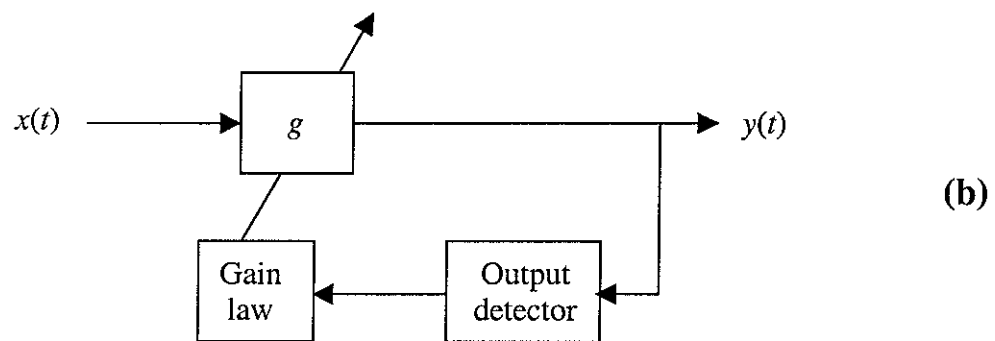 x(t)
g
y(t)
(b)
Gain
law
Output
detector